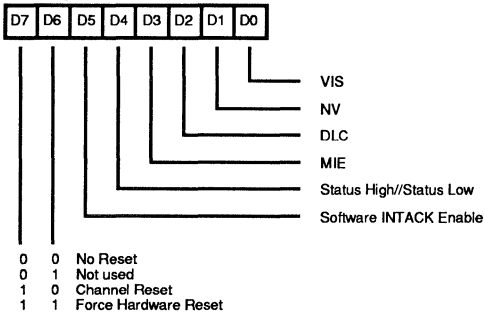 D7 D6 D5 D4 D3 D2 D1 D0
VIS
NV
DLC
MIE
Status High//Status Low
Software INTACK Enable
0 0 No Reset
0 1 Not used
1 0 Channel Reset
1 1 Force Hardware Reset